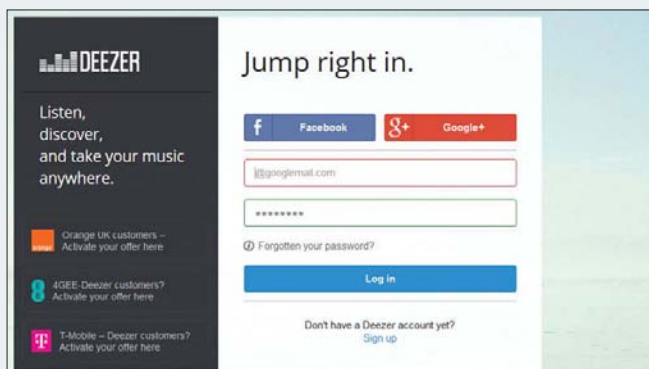 DEEZER
Listen,
discover,
and take your music
anywhere.
orange
Orange UK customers –
Activate your offer here
4GEE-Deezer customers?
Activate your offer here
T
T-Mobile – Deezer customers?
Activate your offer here
Jump right in.
f Facebook
g+ Google+
j@googlemail.com
********
Forgotten your password?
Log in
Don't have a Deezer account yet?
Sign up